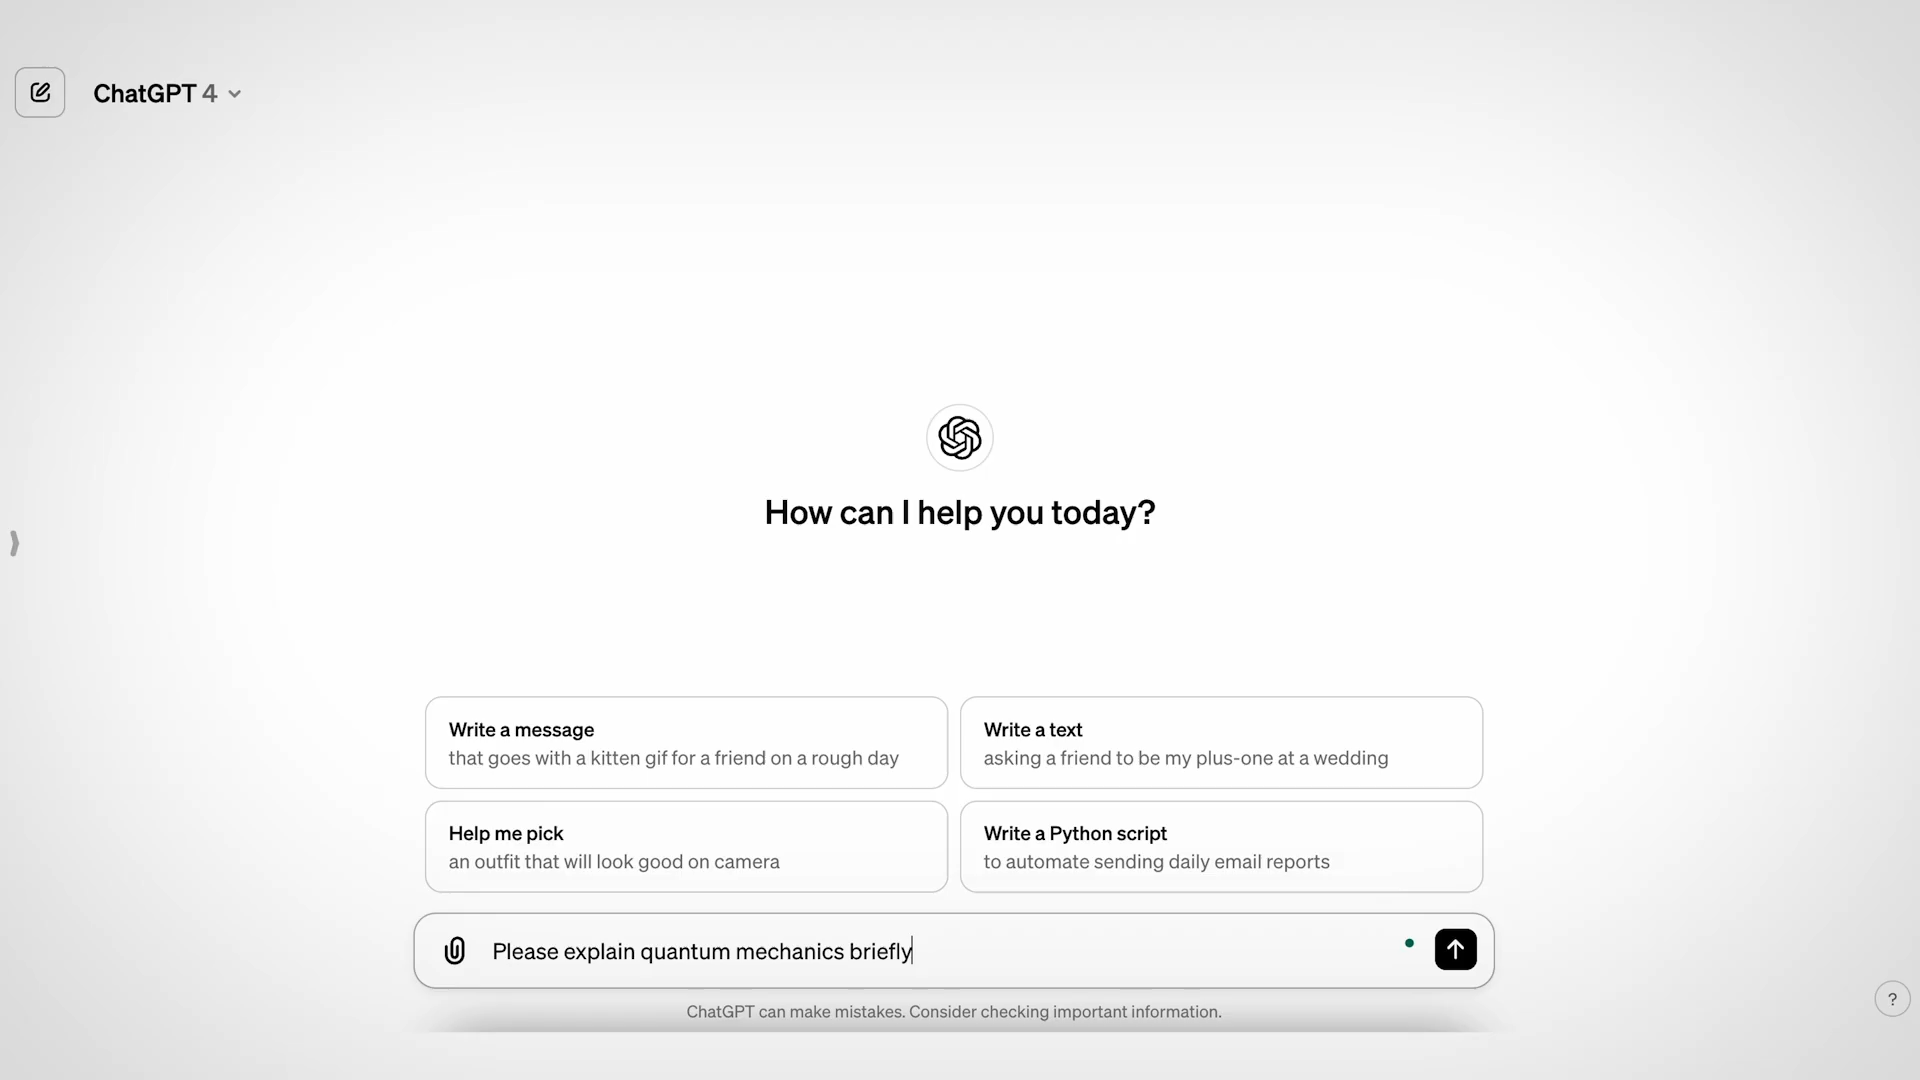 ChatGPT 4
How can I help you today?
Write a message
that goes with a kitten gif for a friend on a rough day
Write a text
asking a friend to be my plus-one at a wedding
Help me pick
an outfit that will look good on camera
Write a Python script
to automate sending daily email reports
Please explain quantum mechanics briefly
ChatGPT can make mistakes. Consider checking important information.
?